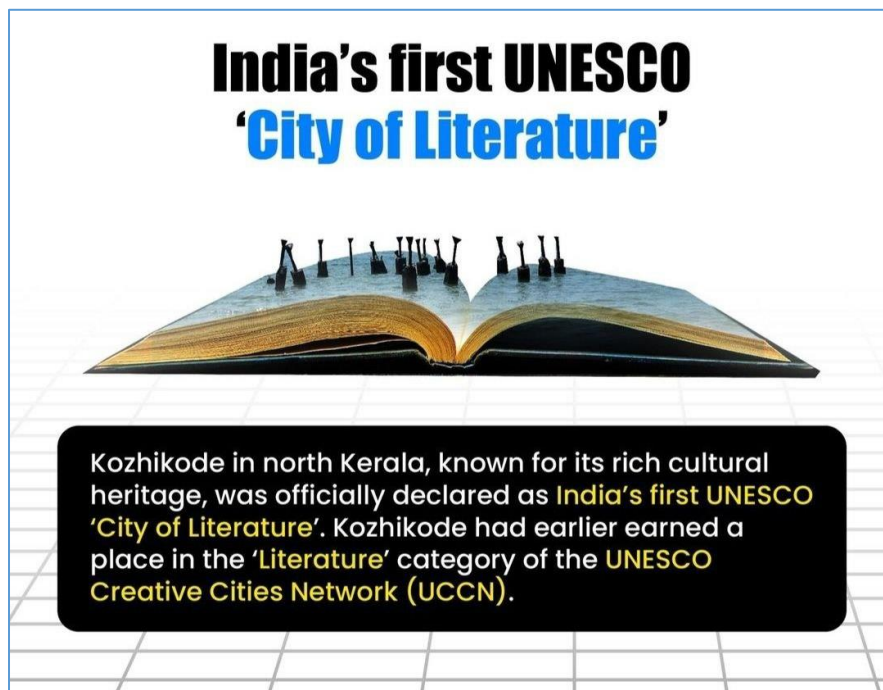 India’s first UNESCO
‘City of Literature’
Kozhikode in north Kerala, known for its rich cultural
heritage, was officially declared as India’s first UNESCO
‘City of Literature’. Kozhikode had earlier earned a
place in the ‘Literature’ category of the UNESCO
Creative Cities Network (UCCN).